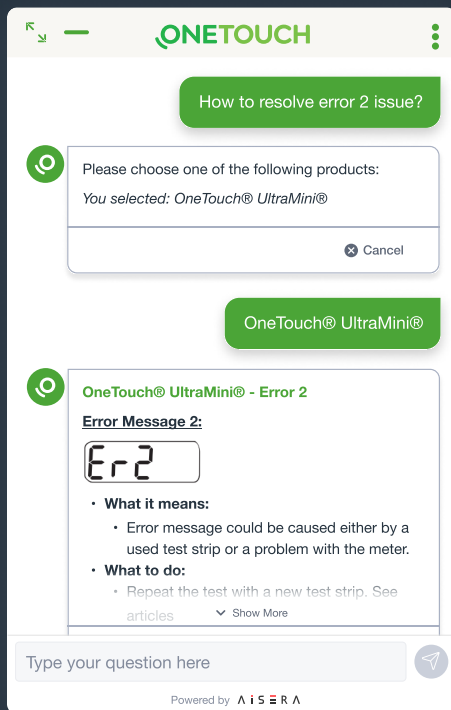 ONETOUCH
How to resolve error 2 issue?
Please choose one of the following products:
You selected: OneTouch® UltraMini®
Cancel
OneTouch® UltraMini®
OneTouch® UltraMini® - Error 2
Error Message 2:
Er2
• What it means:
• Error message could be caused either by a
used test strip or a problem with the meter.
• What to do:
• Repeat the test with a new test strip. See
articles
Show More
Type your question here
Powered by AiSERA